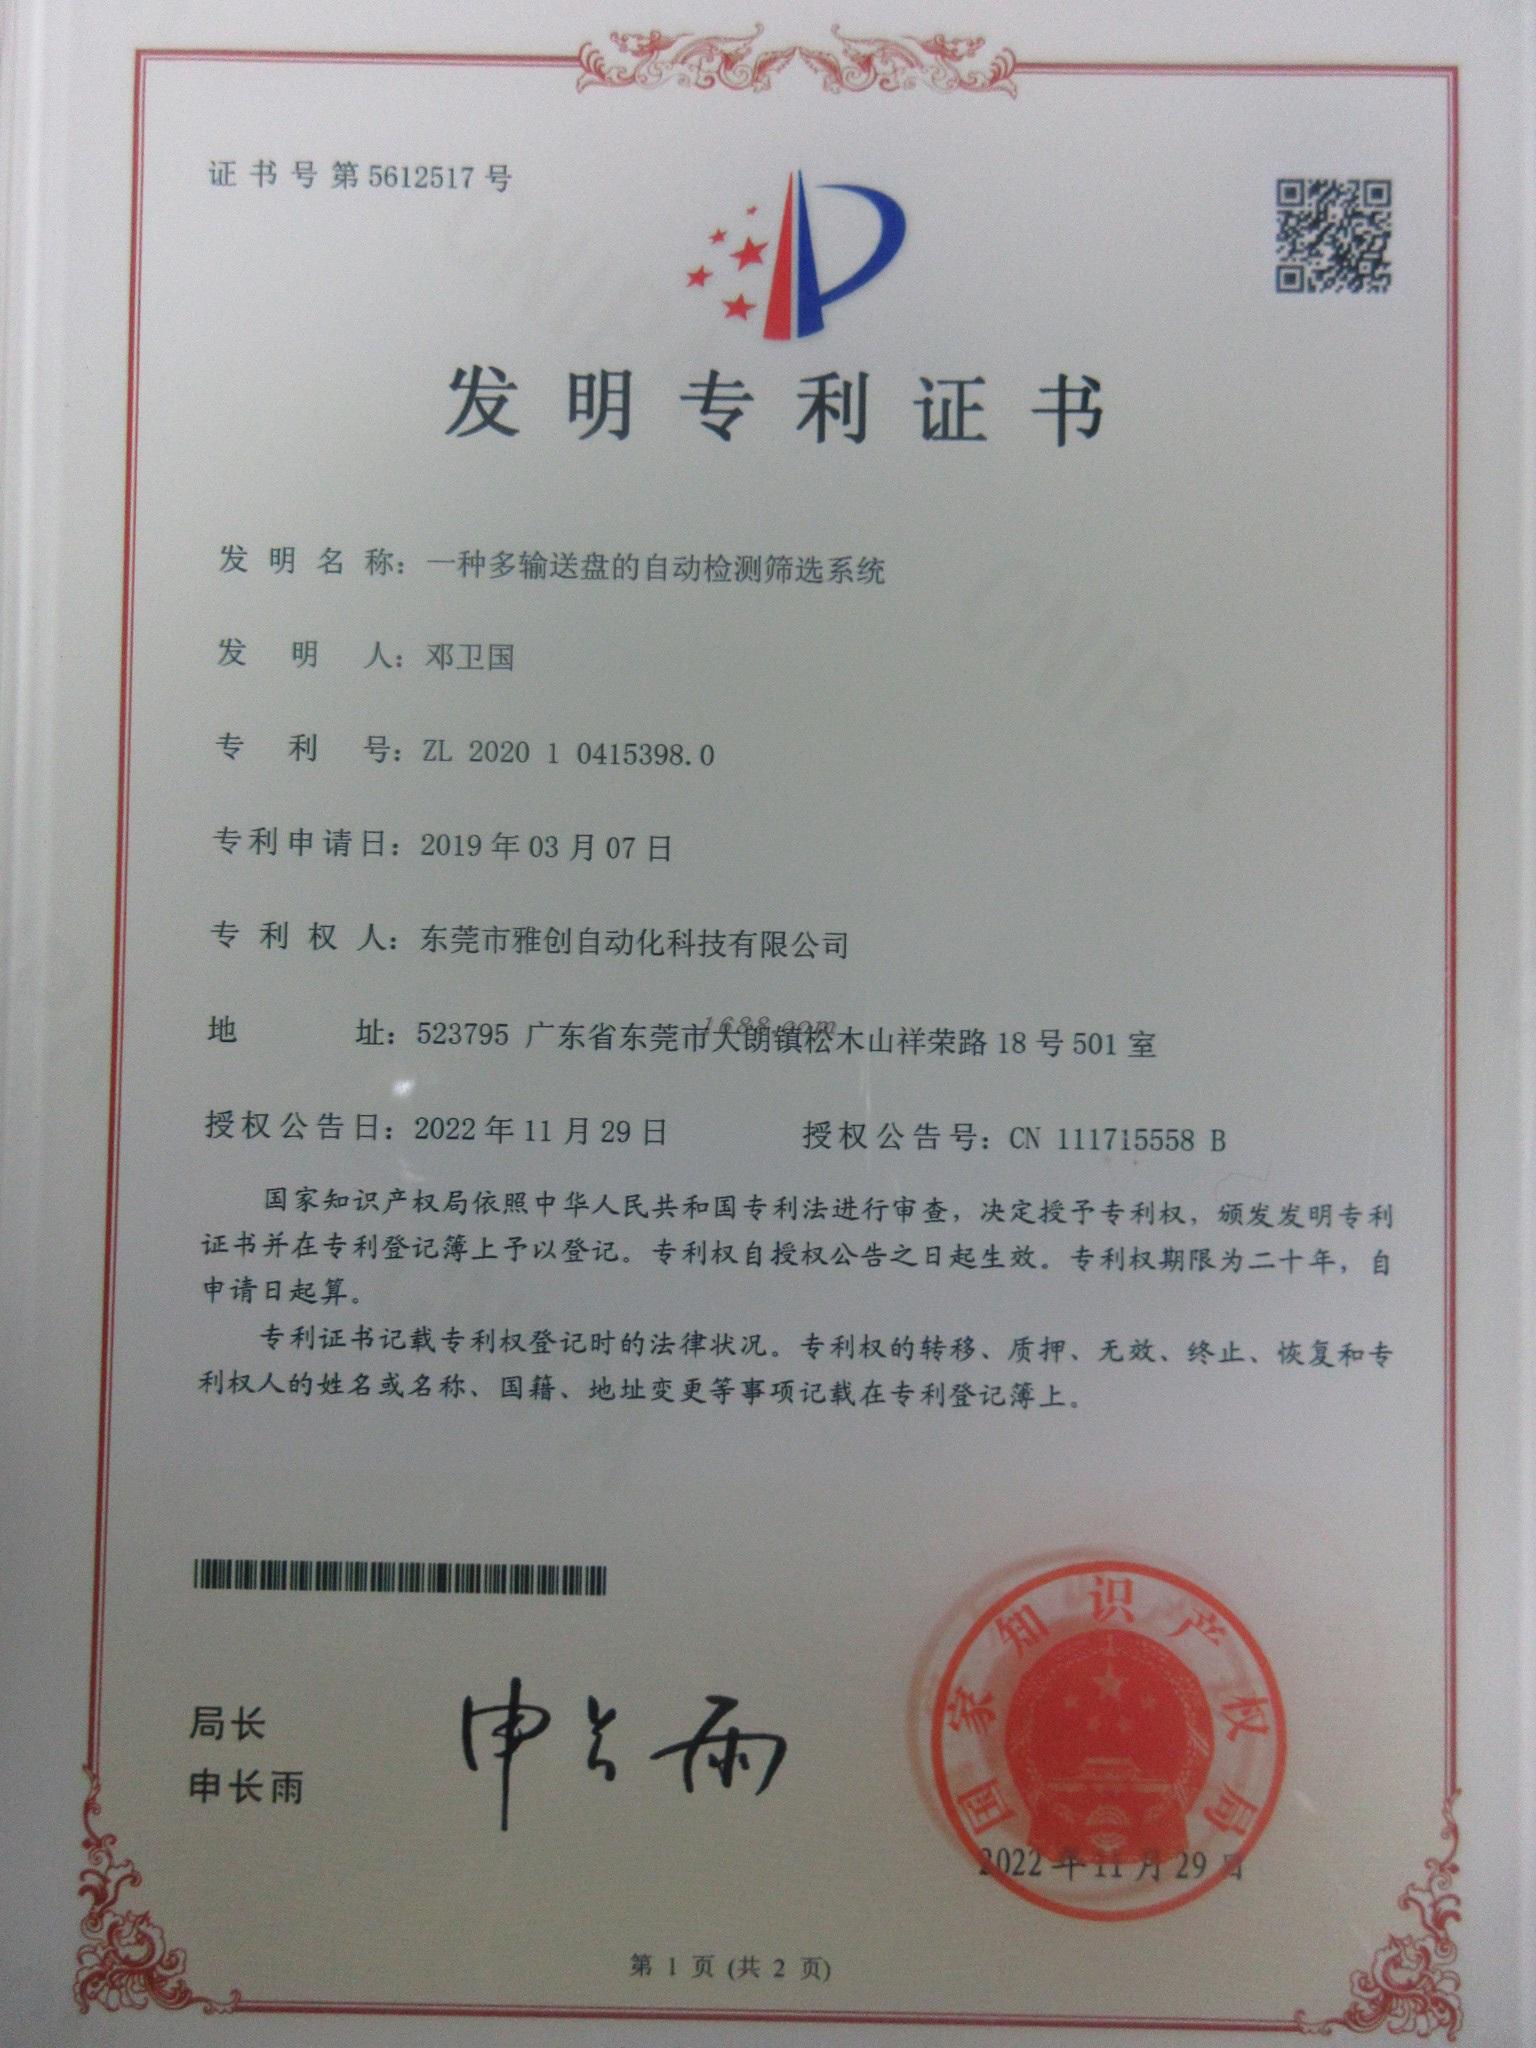 证书号第5612517号
发明专利证书
发明名称：一种多输送盘的自动检测筛选系统
发明人：邓卫国
专利号：ZL 2020 1 0415398.0
专利申请日：2019年03月07日
专利权人：东莞市雅创自动化科技有限公司
1688.com
地址：523795 广东省东莞市大朗镇松木山祥荣路18号501室
授权公告日：2022年11月29日 授权公告号：CN 111715558 B
国家知识产权局依照中华人民共和国专利法进行审查，决定授予专利权，颁发发明专利
证书并在专利登记簿上予以登记。专利权自授权公告之日起生效。专利权期限为二十年，自
申请日起算。
专利证书记载专利权登记时的法律状况。专利权的转移、质押、无效、终止、恢复和专
利权人的姓名或名称、国籍、地址变更等事项记载在专利登记簿上。
局长
申长雨
申长雨
国家知识产权局
2022年11月29日
第 1 页 (共 2 页)